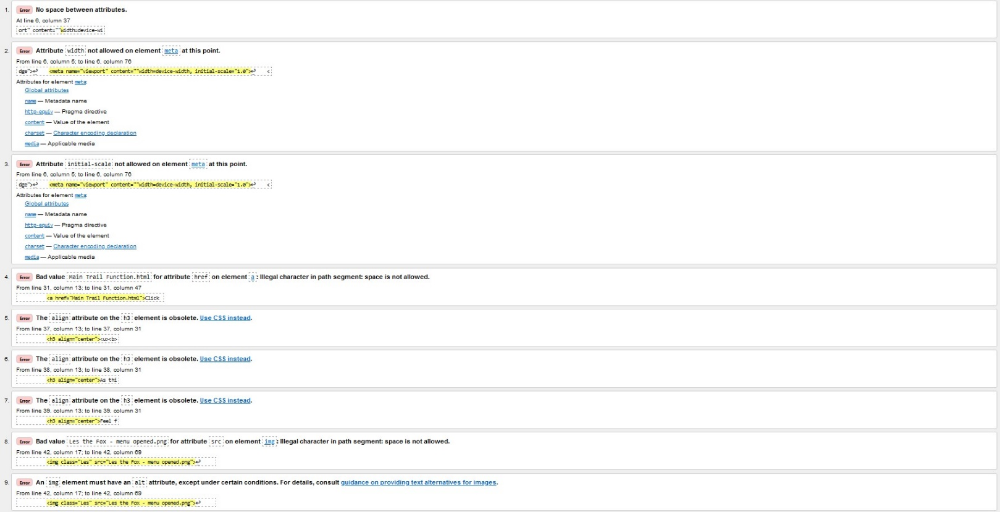 1. Error No space between attributes.
At line 6, column 37
ort" content=""width=device-wi
2. Error Attribute width not allowed on element meta at this point.
From line 6, column 5; to line 6, column 76
dge">↩ <meta name="viewport" content=""width=device-width, initial-scale="1.0">↩ <
Attributes for element meta:
Global attributes
name — Metadata name
http-equiv — Pragma directive
content — Value of the element
charset — Character encoding declaration
media — Applicable media
3. Error Attribute initial-scale not allowed on element meta at this point.
From line 6, column 5; to line 6, column 76
dge">↩ <meta name="viewport" content=""width=device-width, initial-scale="1.0">↩ <
Attributes for element meta:
Global attributes
name — Metadata name
http-equiv — Pragma directive
content — Value of the element
charset — Character encoding declaration
media — Applicable media
4. Error Bad value Main Trail Function.html for attribute href on element a: Illegal character in path segment: space is not allowed.
From line 31, column 13; to line 31, column 47
<a href="Main Trail Function.html">Click
5. Error The align attribute on the h3 element is obsolete. Use CSS instead.
From line 37, column 13; to line 37, column 31
<h3 align="center"><u><b>
6. Error The align attribute on the h3 element is obsolete. Use CSS instead.
From line 38, column 13; to line 38, column 31
<h3 align="center">As thi
7. Error The align attribute on the h3 element is obsolete. Use CSS instead.
From line 39, column 13; to line 39, column 31
<h3 align="center">Feel f
8. Error Bad value Les the Fox - menu opened.png for attribute src on element img: Illegal character in path segment: space is not allowed.
From line 42, column 17; to line 42, column 69
<img class="Les" src="Les the Fox - menu opened.png">↩
9. Error An img element must have an alt attribute, except under certain conditions. For details, consult guidance on providing text alternatives for images.
From line 42, column 17; to line 42, column 69
<img class="Les" src="Les the Fox - menu opened.png">↩